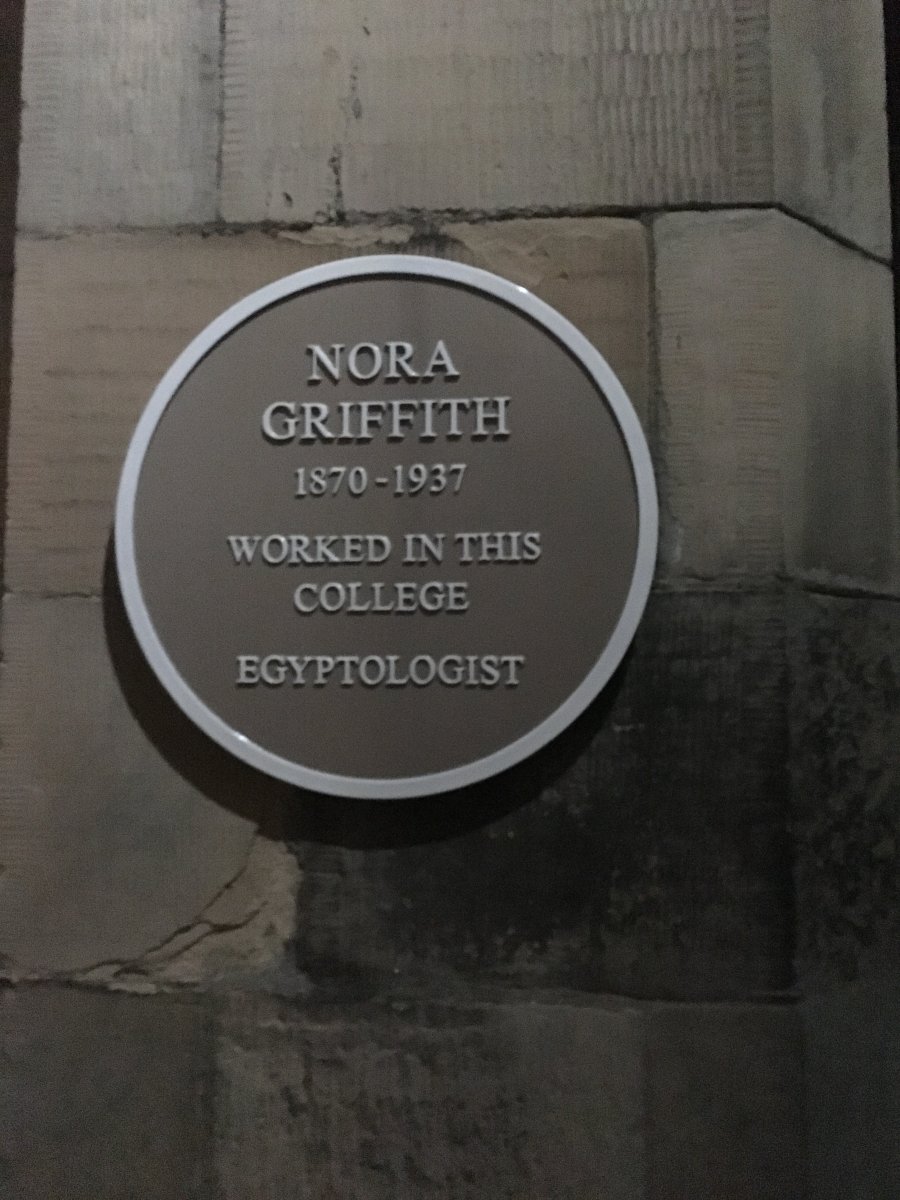 NORA
GRIFFITH
1870-1937
WORKED IN THIS
COLLEGE
EGYPTOLOGIST